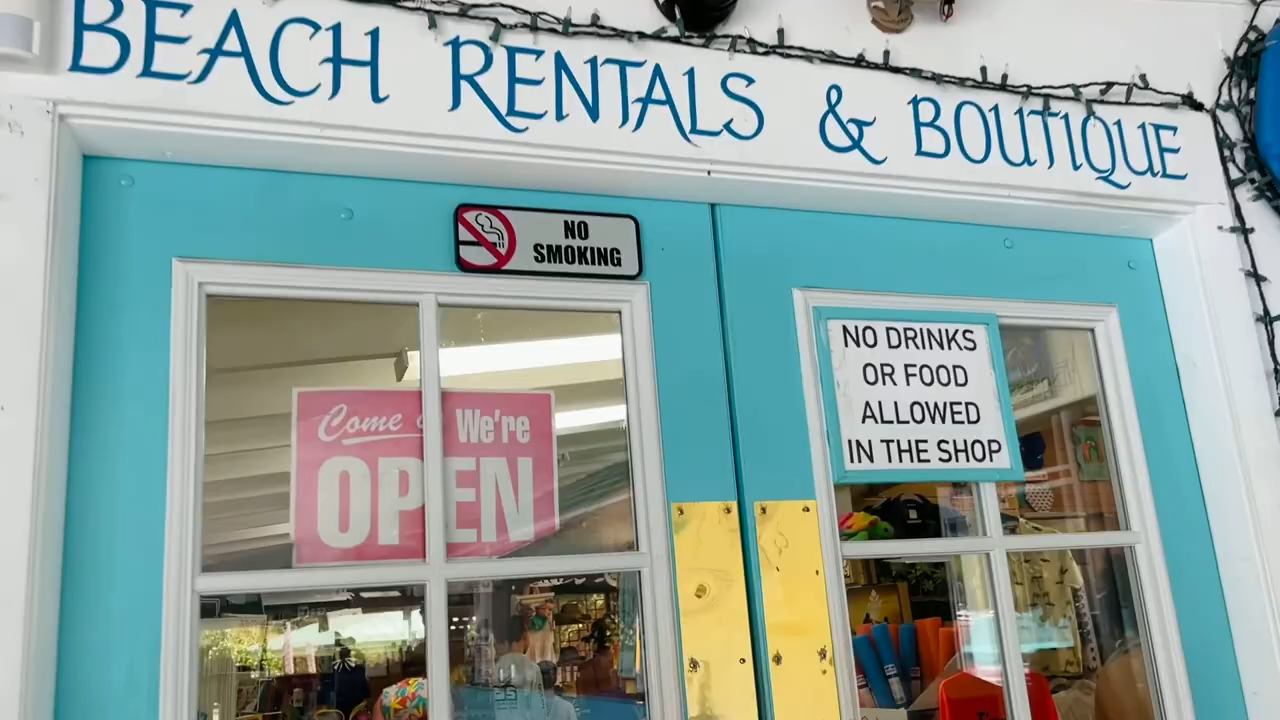 BEACH RENTALS & BOUTIQUE
NO
SMOKING
Come We're
OPEN
NO DRINKS
OR FOOD
ALLOWED
IN THE SHOP